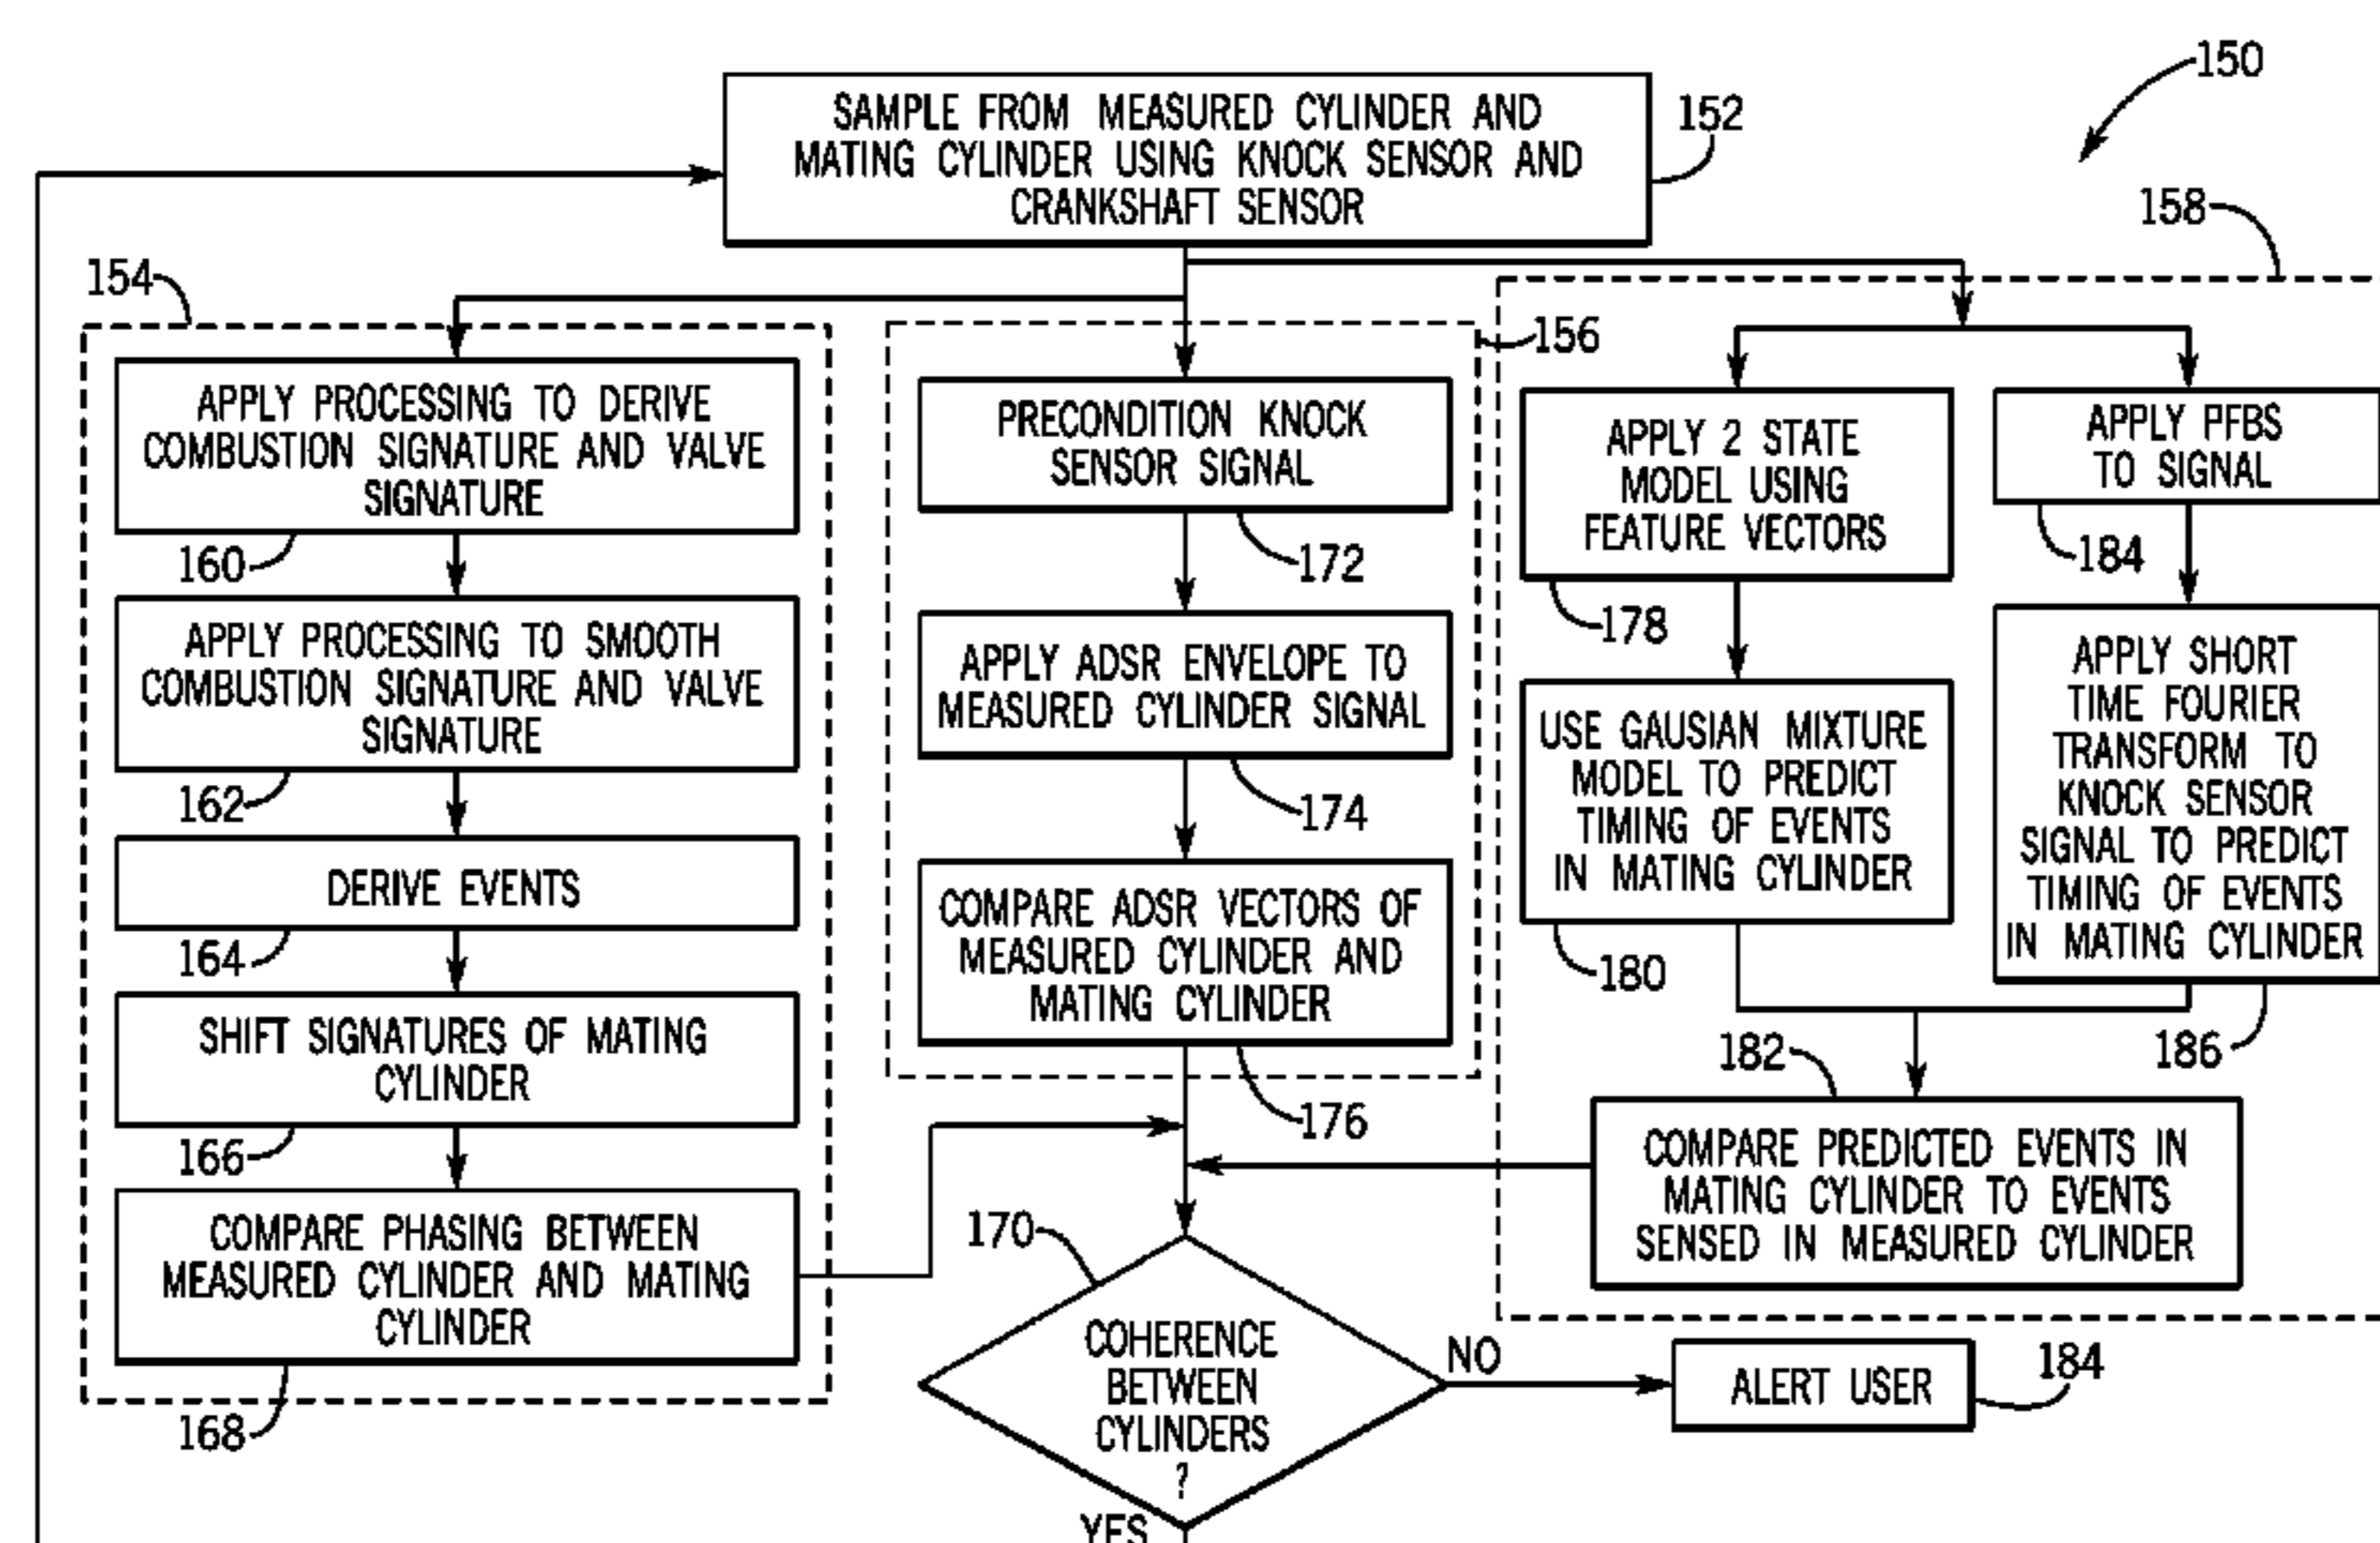 150
SAMPLE FROM MEASURED CYLINDER AND
MATING CYLINDER USING KNOCK SENSOR AND
CRANKSHAFT SENSOR
152
158
154
156
APPLY PROCESSING TO DERIVE
COMBUSTION SIGNATURE AND VALVE
SIGNATURE
160
APPLY PROCESSING TO SMOOTH
COMBUSTION SIGNATURE AND VALVE
SIGNATURE
162
DERIVE EVENTS
164
SHIFT SIGNATURES OF MATING
CYLINDER
166
COMPARE PHASING BETWEEN
MEASURED CYLINDER AND MATING
CYLINDER
168
PRECONDITION KNOCK
SENSOR SIGNAL
172
APPLY ADSR ENVELOPE TO
MEASURED CYLINDER SIGNAL
174
COMPARE ADSR VECTORS OF
MEASURED CYLINDER AND
MATING CYLINDER
176
APPLY 2 STATE
MODEL USING
FEATURE VECTORS
178
USE GAUSIAN MIXTURE
MODEL TO PREDICT
TIMING OF EVENTS
IN MATING CYLINDER
180
APPLY PFBS
TO SIGNAL
184
APPLY SHORT
TIME FOURIER
TRANSFORM TO
KNOCK SENSOR
SIGNAL TO PREDICT
TIMING OF EVENTS
IN MATING CYLINDER
186
182
COMPARE PREDICTED EVENTS IN
MATING CYLINDER TO EVENTS
SENSED IN MEASURED CYLINDER
170
COHERENCE
BETWEEN
CYLINDERS
?
NO
ALERT USER
184
YES